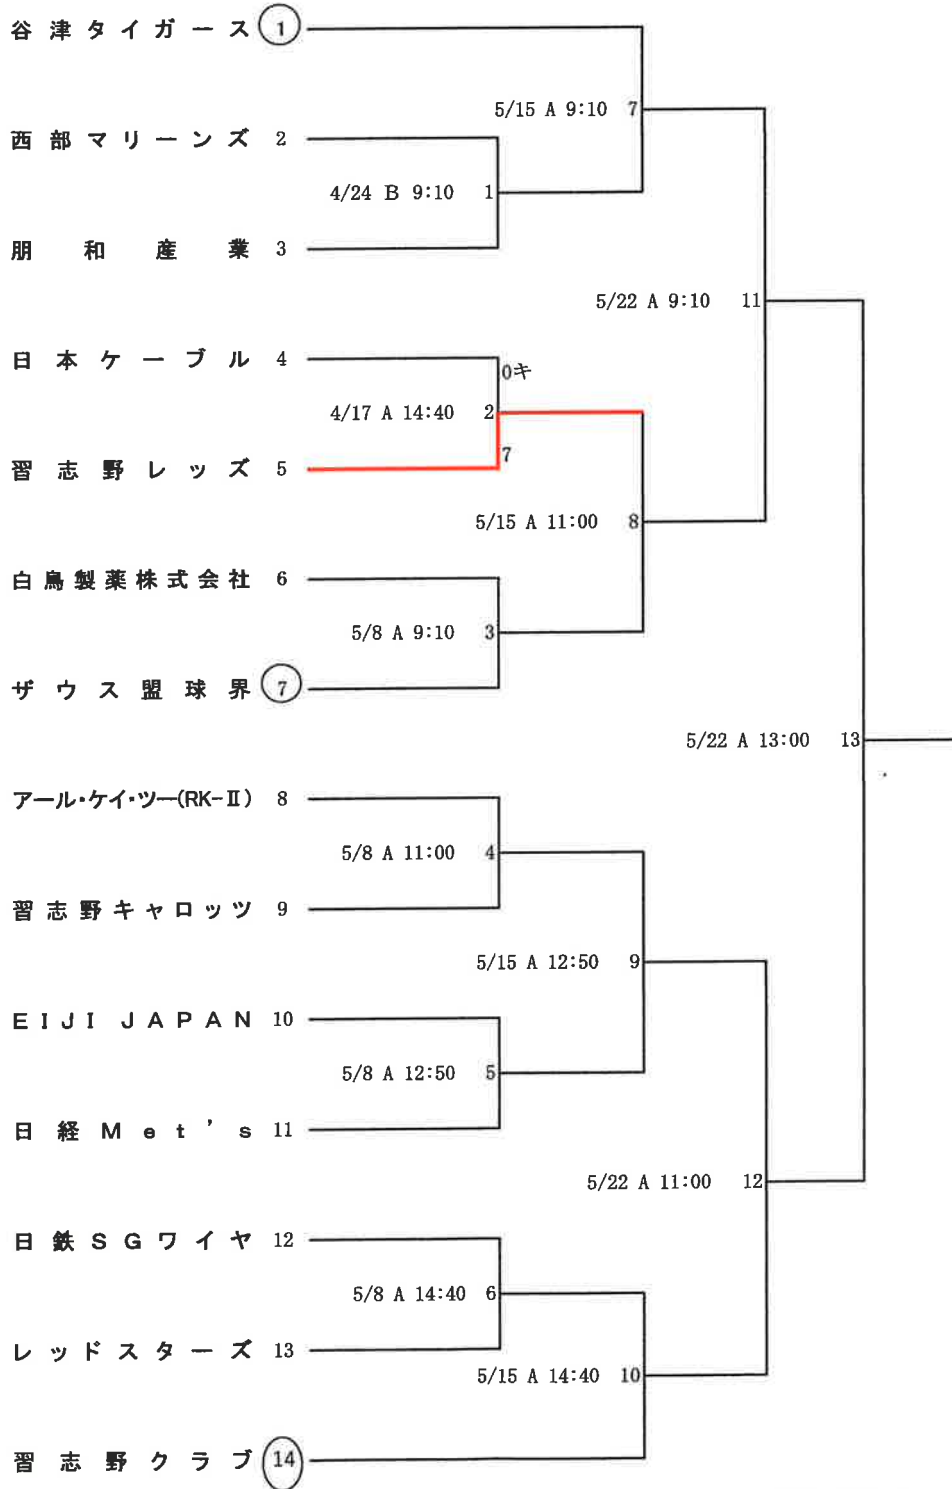 谷津タイガース 1
5/15 A 9:10 7
西部マリーンズ 2
4/24 B 9:10 1
朋和産業 3
5/22 A 9:10 11
日本ケーブル 4
0キ
4/17 A 14:40 2
7
習志野レッズ 5
5/15 A 11:00 8
白鳥製薬株式会社 6
5/8 A 9:10 3
ザウス盟球界 7
5/22 A 13:00 13
アール・ケイ・ツー(RK-Ⅱ) 8
5/8 A 11:00 4
習志野キャロッツ 9
5/15 A 12:50 9
EIJI JAPAN 10
5/8 A 12:50 5
日経Met's 11
5/22 A 11:00 12
日鉄SGワイヤ 12
5/8 A 14:40 6
レッドスターズ 13
5/15 A 14:40 10
習志野クラブ 14